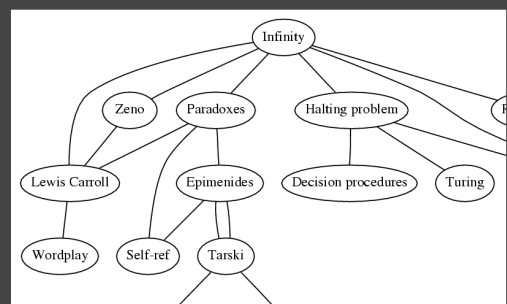 Infinity
Zeno
Paradoxes
Halting problem
Lewis Carroll
Epimenides
Decision procedures
Turing
Wordplay
Self-ref
Tarski